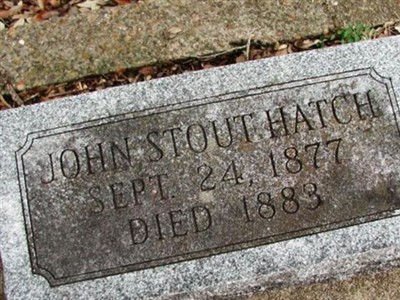 JOHN STOUT HATCH
SEPT. 24, 1877
DIED 1883